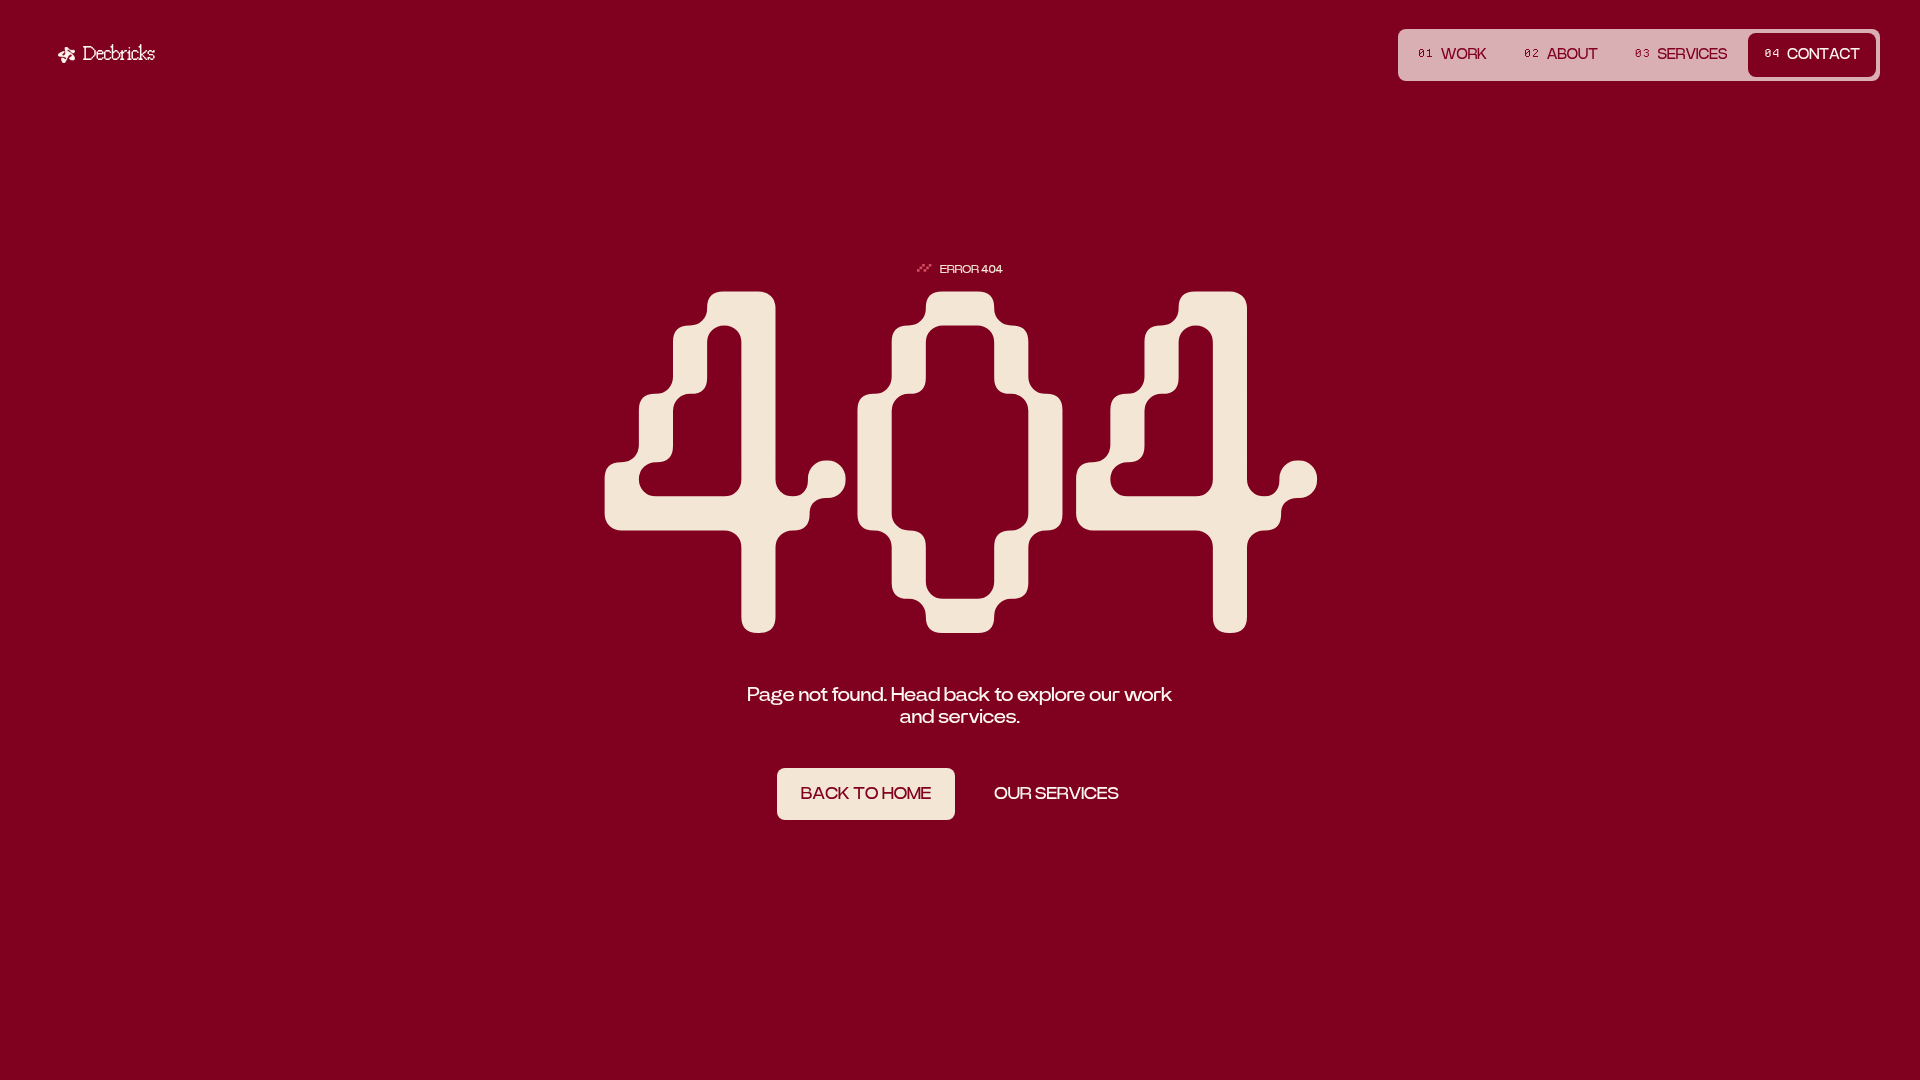 Decbricks
01 WORK
02 ABOUT
03 SERVICES
04 CONTACT
ERROR 404
404
Page not found. Head back to explore our work
and services.
BACK TO HOME
OUR SERVICES